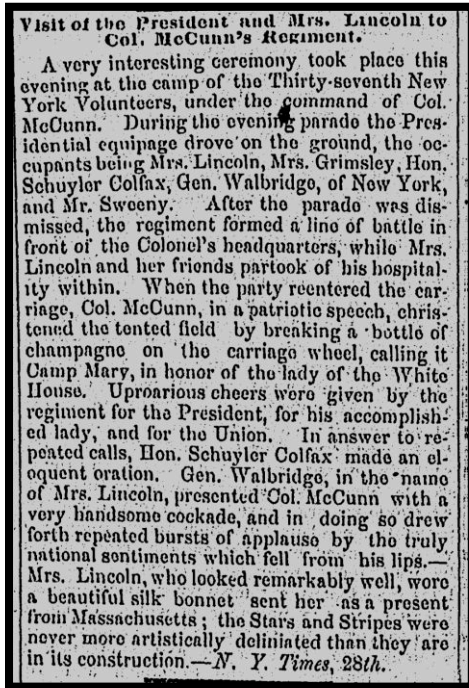 Visit of the President and Mrs. Lincoln to
Col. McCunn's Regiment.
A very interesting ceremony took place this
evening at the camp of the Thirty-seventh New
York Volunteers, under the command of Col.
McCunn. During the evening parade the Pres-
idential equipage drove on the ground, the oc-
cupants being Mrs. Lincoln, Mrs. Grimsley, Hon.
Schuyler Colfax, Gen. Walbridge, of New York,
and Mr. Sweeny. After the parade was dis-
missed, the regiment formed a line of battle in
front of the Colonel's headquarters, while Mrs.
Lincoln and her friends partook of his hospital-
ity within. When the party reentered the car-
riage, Col. McCunn, in a patriotic speech, chris-
tened the tented field by breaking a bottle of
champagne on the carriage wheel, calling it
Camp Mary, in honor of the lady of the White
House. Uproarious cheers were given by the
regiment for the President, for his accomplish-
ed lady, and for the Union. In answer to re-
peated calls, Hon. Schuyler Colfax made an el-
oquent oration. Gen. Walbridge, in the name
of Mrs. Lincoln, presented Col. McCunn with a
very handsome cockade, and in doing so drew
forth repeated bursts of applause by the truly
national sentiments which fell from his lips.—
Mrs. Lincoln, who looked remarkably well, wore
a beautiful silk bonnet sent her as a present
from Massachusetts; the Stars and Stripes were
never more artistically deliniated than they are
in its construction.—N. Y. Times, 28th.